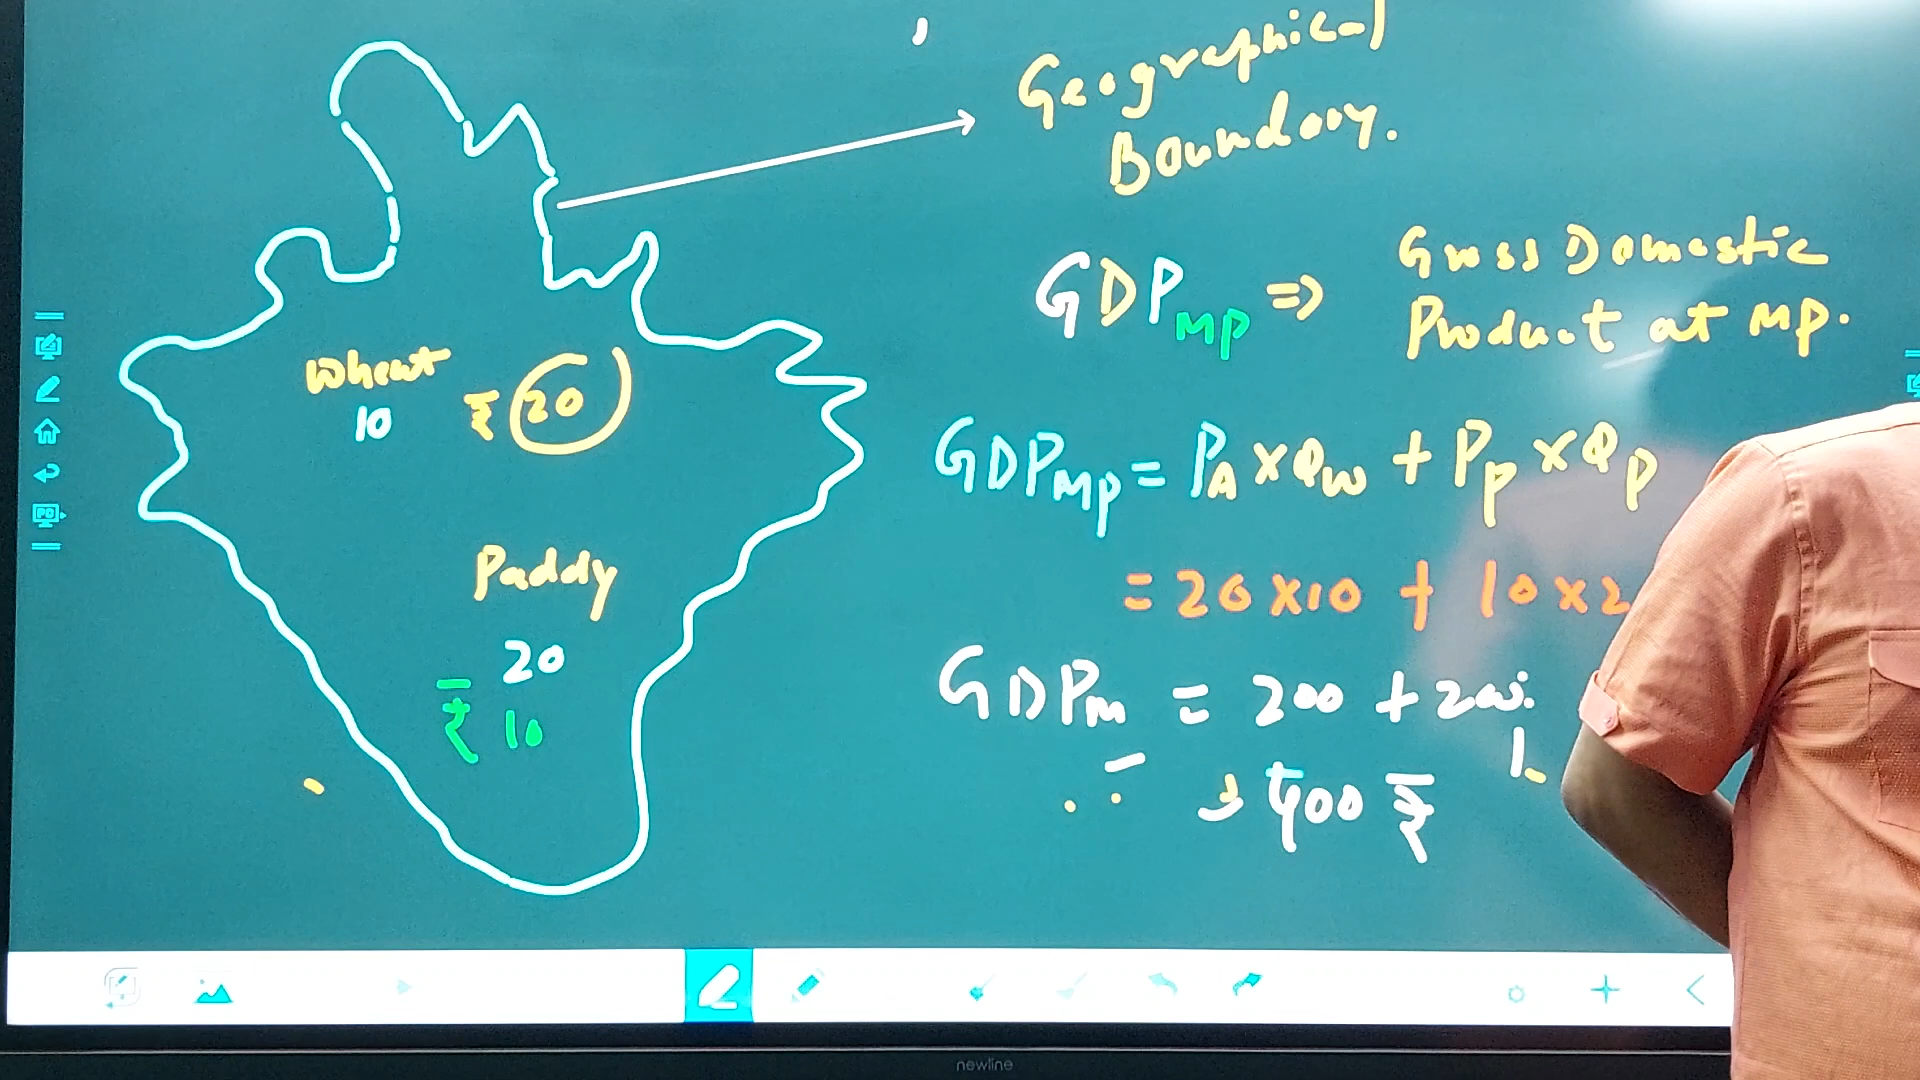 Geographical
Boundary.
GDPMP ⇒ Gross Domestic
Product at MP.
Wheat
10 ₹ 20
GDPMP = PA × QW + PP × QP
Paddy
= 20 × 10 + 10 × 2
20
₹ 10
GDPM = 200 + 200
400 ₹
PO
newline